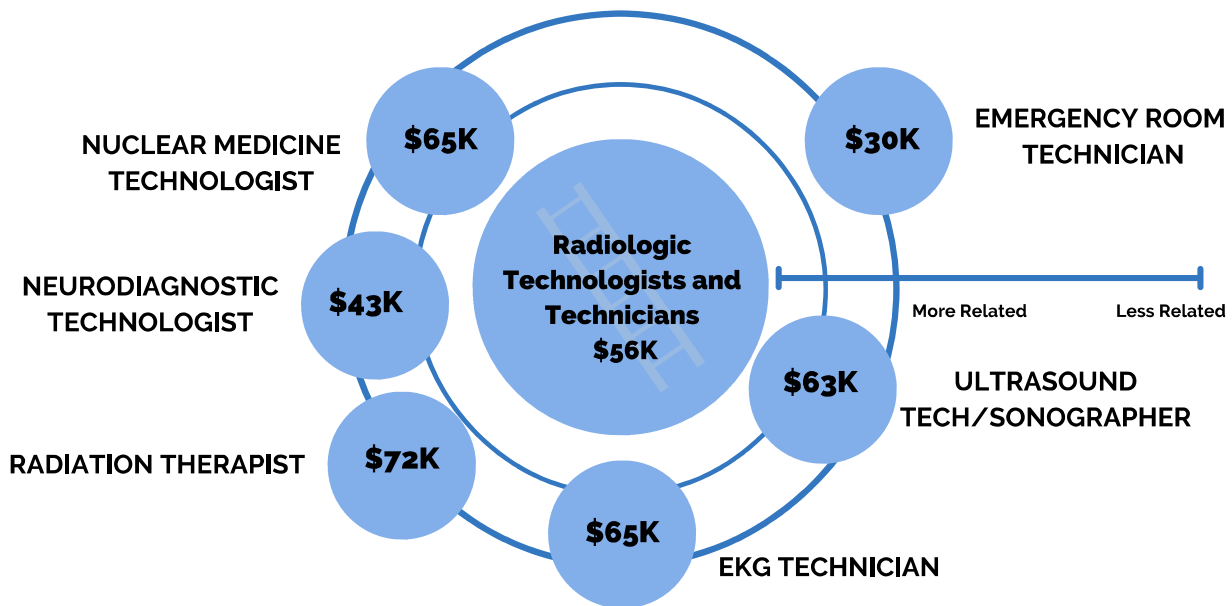 NUCLEAR MEDICINE
TECHNOLOGIST
$65K
$30K
EMERGENCY ROOM
TECHNICIAN
Radiologic
Technologists and
Technicians
$56K
NEURODIAGNOSTIC
TECHNOLOGIST
$43K
More Related
Less Related
$63K
ULTRASOUND
TECH/SONOGRAPHER
RADIATION THERAPIST
$72K
$65K
EKG TECHNICIAN